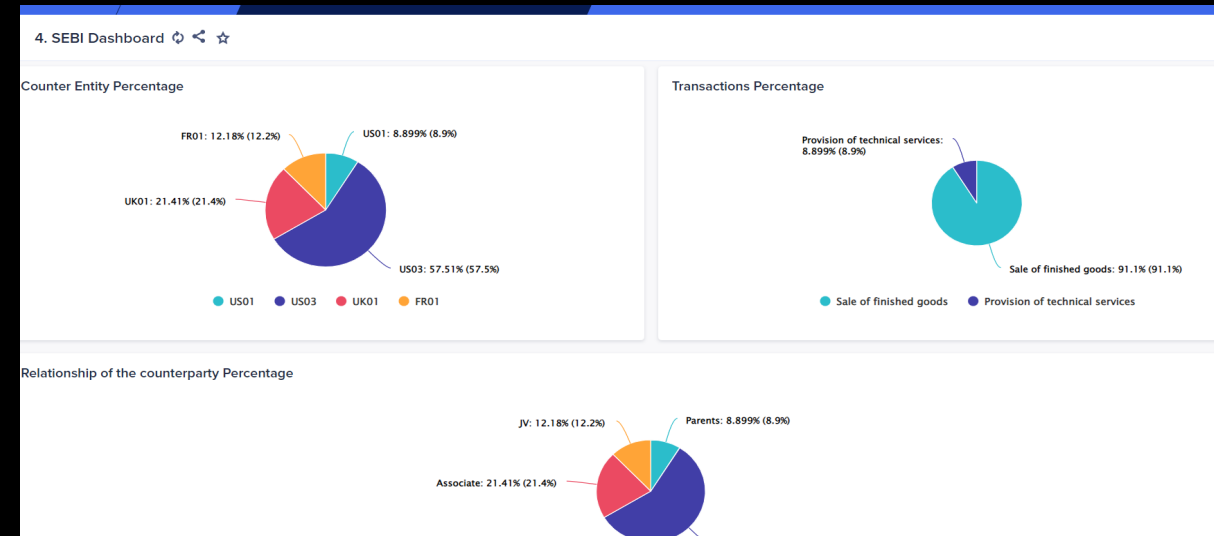 4. SEBI Dashboard
Counter Entity Percentage
FR01: 12.18% (12.2%)
US01: 8.899% (8.9%)
UK01: 21.41% (21.4%)
US03: 57.51% (57.5%)
US01
US03
UK01
FR01
Transactions Percentage
Provision of technical services:
8.899% (8.9%)
Sale of finished goods: 91.1% (91.1%)
Sale of finished goods
Provision of technical services
Relationship of the counterparty Percentage
JV: 12.18% (12.2%)
Parents: 8.899% (8.9%)
Associate: 21.41% (21.4%)